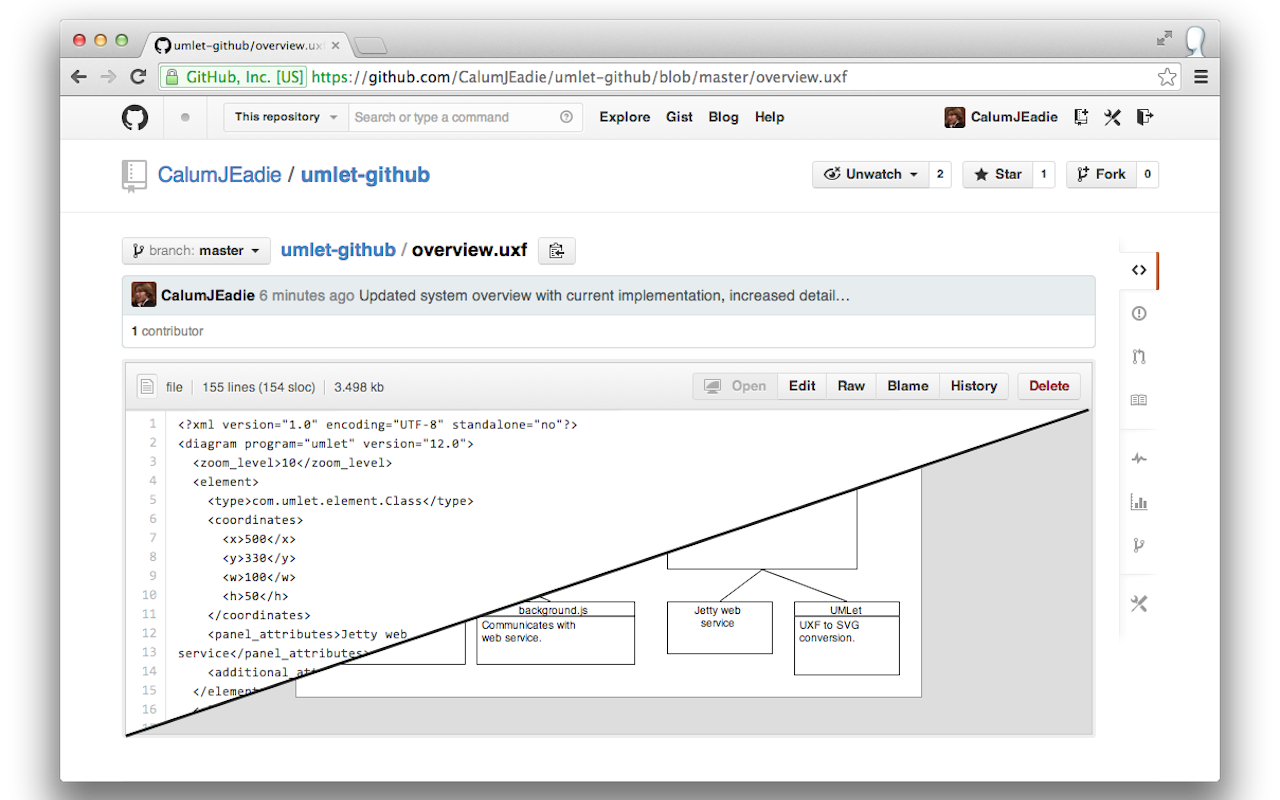 umlet-github/overview.ux
GitHub, Inc. [US] https://github.com/CalumJEadie/umlet-github/blob/master/overview.uxf
This repository Search or type a command Explore Gist Blog Help CalumJEadie
CalumJEadie / umlet-github Unwatch 2 Star 1 Fork 0
branch: master umlet-github / overview.uxf
CalumJEadie 6 minutes ago Updated system overview with current implementation, increased detail…
1 contributor
file 155 lines (154 sloc) 3.498 kb Open Edit Raw Blame History Delete
1 <?xml version="1.0" encoding="UTF-8" standalone="no"?>
2 <diagram program="umlet" version="12.0">
3 <zoom_level>10</zoom_level>
4 <element>
5 <type>com.umlet.element.Class</type>
6 <coordinates>
7 <x>500</x>
8 <y>330</y>
9 <w>100</w>
10 <h>50</h>
11 </coordinates>
12 <panel_attributes>Jetty web
13 service</panel_attributes>
14 <additional_att
15 </element
16 <
background.js
Communicates with
web service.
Jetty web
service
UMLet
UXF to SVG
conversion.